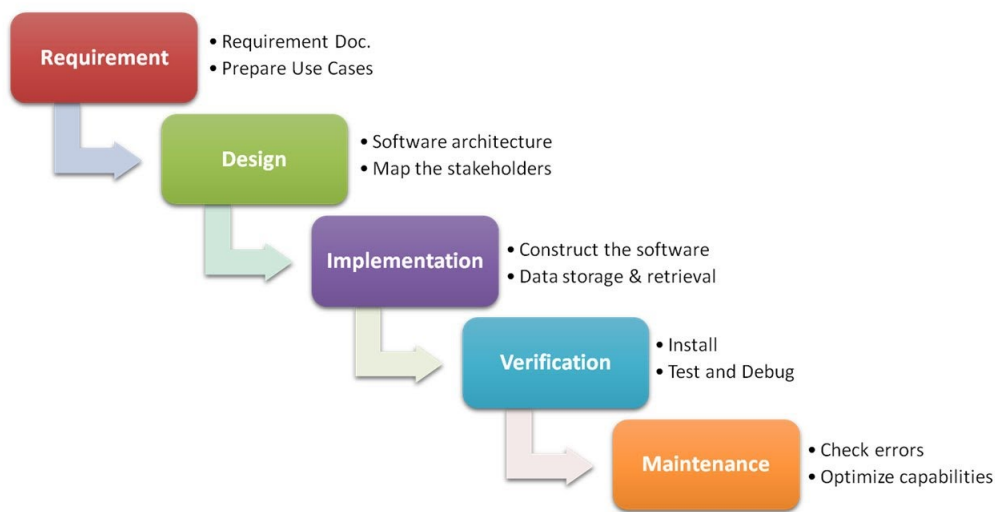 Requirement
• Requirement Doc.
• Prepare Use Cases
Design
• Software architecture
• Map the stakeholders
Implementation
• Construct the software
• Data storage & retrieval
Verification
• Install
• Test and Debug
Maintenance
• Check errors
• Optimize capabilities